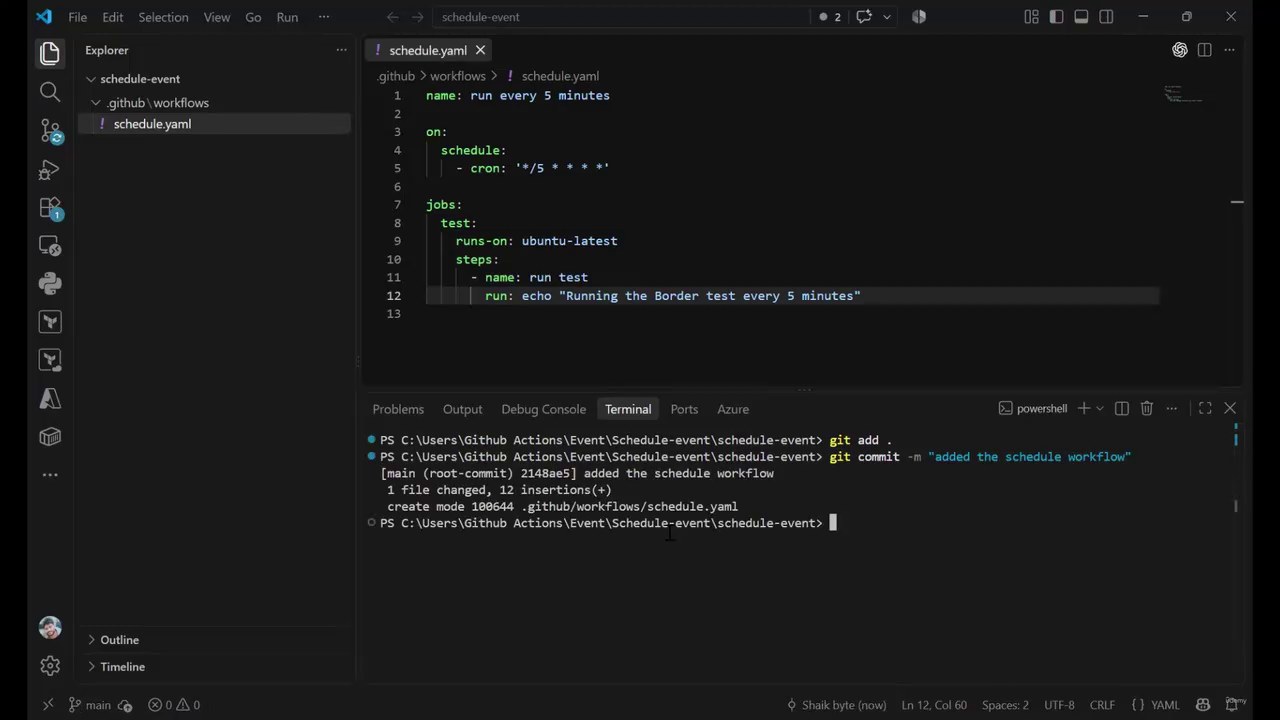 File Edit Selection View Go Run ···
schedule-event
2
Explorer
schedule-event
.github\workflows
! schedule.yaml
! schedule.yaml
.github > workflows > ! schedule.yaml
1 name: run every 5 minutes
2
3 on:
4 schedule:
5 - cron: '*/5 * * * *'
6
7 jobs:
8 test:
9 runs-on: ubuntu-latest
10 steps:
11 - name: run test
12 run: echo "Running the Border test every 5 minutes"
13
1
Problems Output Debug Console Terminal Ports Azure
powershell
PS C:\Users\Github Actions\Event\Schedule-event\schedule-event> git add .
PS C:\Users\Github Actions\Event\Schedule-event\schedule-event> git commit -m "added the schedule workflow"
[main (root-commit) 2148ae5] added the schedule workflow
1 file changed, 12 insertions(+)
create mode 100644 .github/workflows/schedule.yaml
PS C:\Users\Github Actions\Event\Schedule-event\schedule-event>
Outline
Timeline
main 0 0 Shaik byte (now) Ln 12, Col 60 Spaces: 2 UTF-8 CRLF { } YAML
Udemy